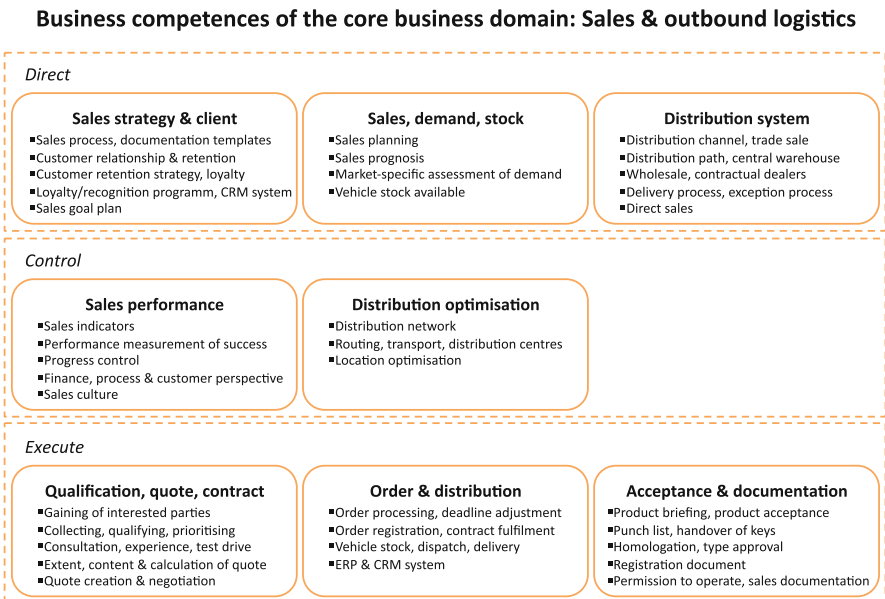 Business competences of the core business domain: Sales & outbound logistics
Direct
Sales strategy & client
▪Sales process, documentation templates
▪Customer relationship & retention
▪Customer retention strategy, loyalty
▪Loyalty/recognition programm, CRM system
▪Sales goal plan
Sales, demand, stock
▪Sales planning
▪Sales prognosis
▪Market-specific assessment of demand
▪Vehicle stock available
Distribution system
▪Distribution channel, trade sale
▪Distribution path, central warehouse
▪Wholesale, contractual dealers
▪Delivery process, exception process
▪Direct sales
Control
Sales performance
▪Sales indicators
▪Performance measurement of success
▪Progress control
▪Finance, process & customer perspective
▪Sales culture
Distribution optimisation
▪Distribution network
▪Routing, transport, distribution centres
▪Location optimisation
Execute
Qualification, quote, contract
▪Gaining of interested parties
▪Collecting, qualifying, prioritising
▪Consultation, experience, test drive
▪Extent, content & calculation of quote
▪Quote creation & negotiation
Order & distribution
▪Order processing, deadline adjustment
▪Order registration, contract fulfilment
▪Vehicle stock, dispatch, delivery
▪ERP & CRM system
Acceptance & documentation
▪Product briefing, product acceptance
▪Punch list, handover of keys
▪Homologation, type approval
▪Registration document
▪Permission to operate, sales documentation